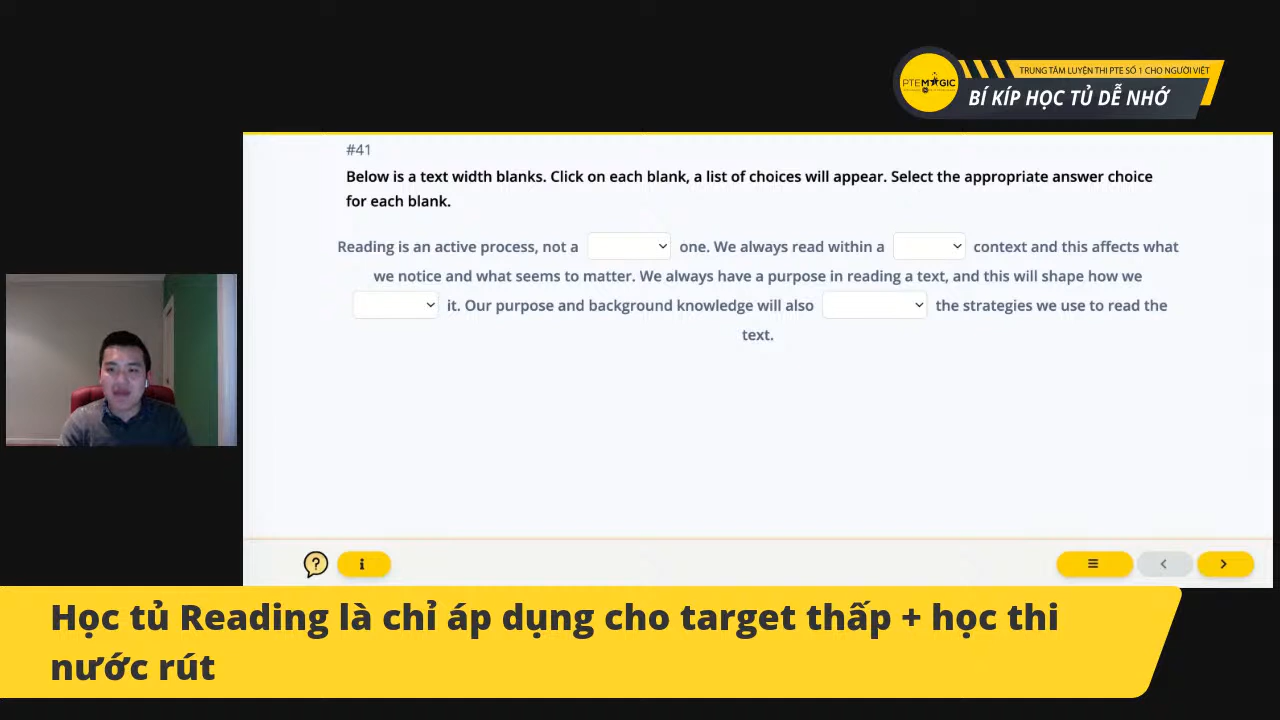 TRUNG TÂM LUYỆN THI PTE SỐ 1 CHO NGƯỜI VIỆT
PTEMAGIC
BÍ KÍP HỌC TỦ DỄ NHỚ
#41
Below is a text width blanks. Click on each blank, a list of choices will appear. Select the appropriate answer choice
for each blank.
Reading is an active process, not a one. We always read within a context and this affects what
we notice and what seems to matter. We always have a purpose in reading a text, and this will shape how we
it. Our purpose and background knowledge will also the strategies we use to read the
text.
Học tủ Reading là chỉ áp dụng cho target thấp + học thi
nước rút